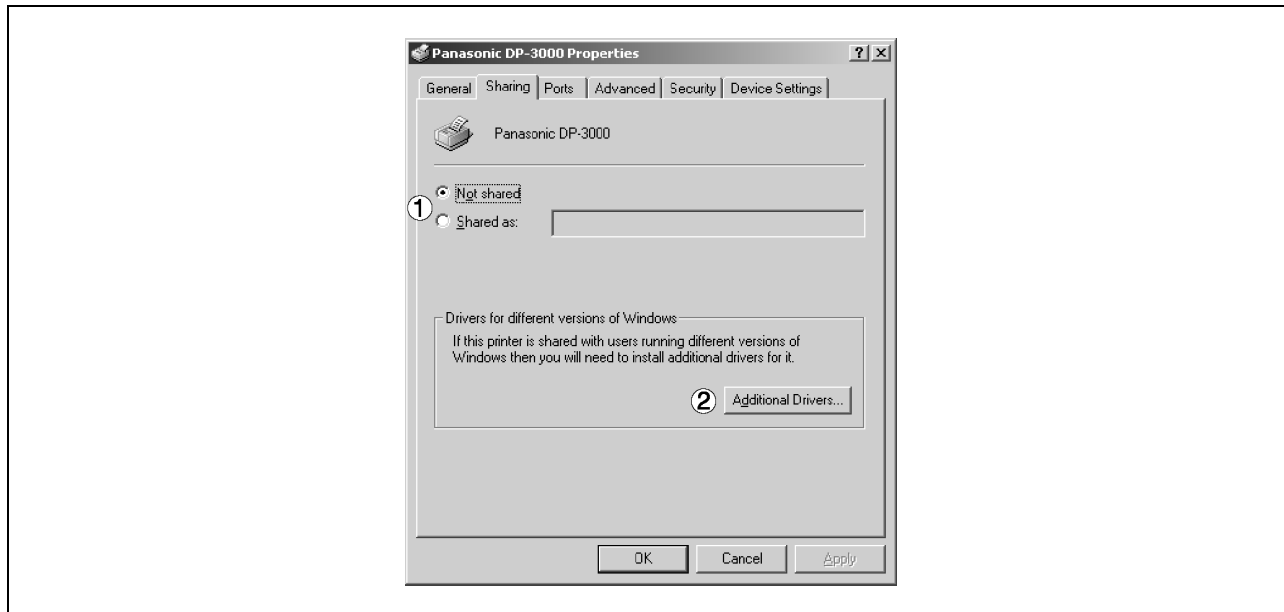 Panasonic DP-3000 Properties
General Sharing Ports Advanced Security Device Settings
Panasonic DP-3000
① Not shared
Shared as:
Drivers for different versions of Windows
If this printer is shared with users running different versions of
Windows then you will need to install additional drivers for it.
② Additional Drivers...
OK Cancel Apply